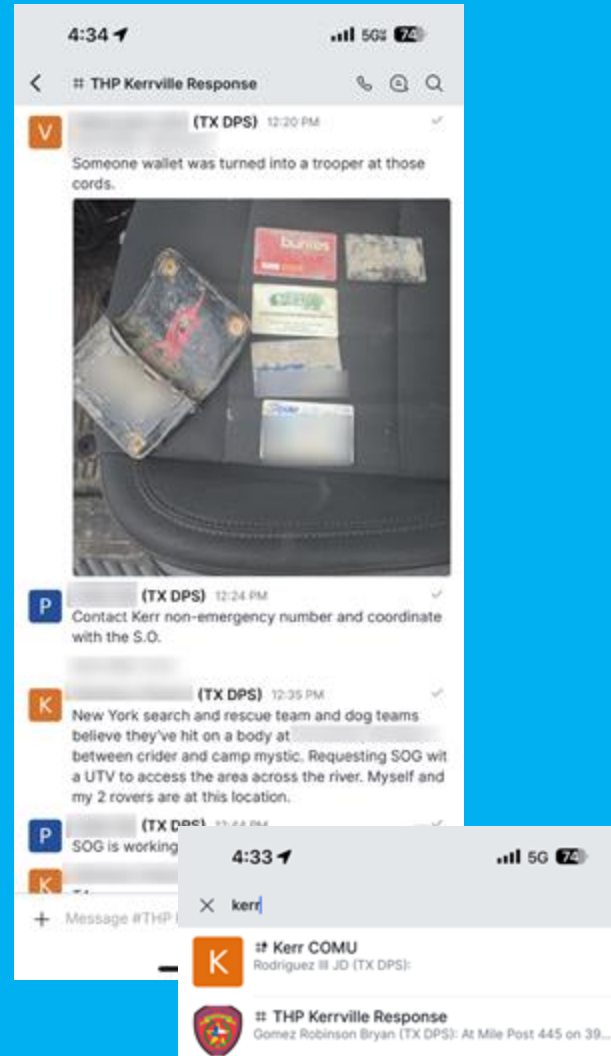 4:34
5G 74
# THP Kerrville Response
V
(TX DPS) 12:20 PM
Someone wallet was turned into a trooper at those
cords.
P
(TX DPS) 12:24 PM
Contact Kerr non-emergency number and coordinate
with the S.O.
K
(TX DPS) 12:35 PM
New York search and rescue team and dog teams
believe they've hit on a body at
between crider and camp mystic. Requesting SOG wit
a UTV to access the area across the river. Myself and
my 2 rovers are at this location.
P
(TX DPS) 12:44 PM
SOG is working
K
+ Message #THP
4:33
5G 74
kerr
K
Kerr COMU
Rodriguez III JD (TX DPS):
# THP Kerrville Response
Gomez Robinson Bryan (TX DPS): At Mile Post 445 on 39...